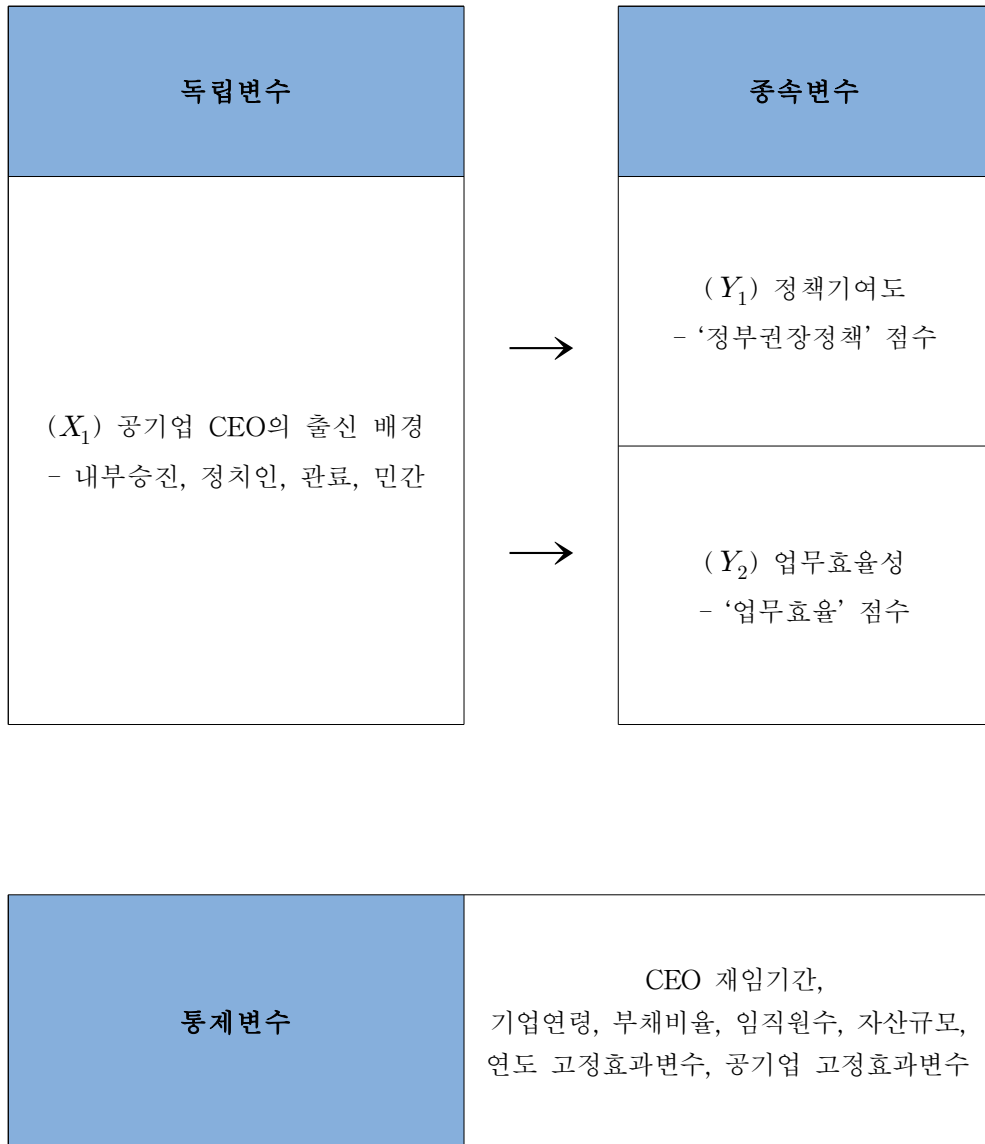 독립변수
종속변수
(X₁) 공기업 CEO의 출신 배경
- 내부승진, 정치인, 관료, 민간
→
(Y₁) 정책기여도
- ‘정부권장정책’ 점수
→
(Y₂) 업무효율성
- ‘업무효율’ 점수
통제변수
CEO 재임기간,
기업연령, 부채비율, 임직원수, 자산규모,
연도 고정효과변수, 공기업 고정효과변수